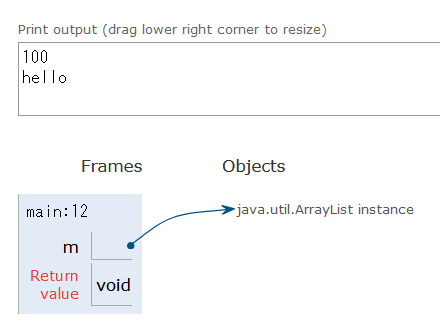 Print output (drag lower right corner to resize)
100
hello
Frames
Objects
main:12
java.util.ArrayList instance
m
Return
value
void